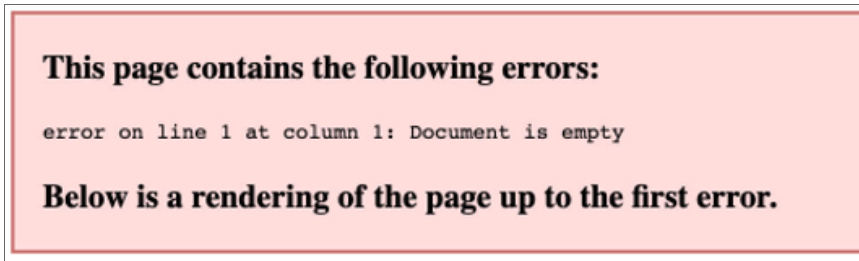 This page contains the following errors:
error on line 1 at column 1: Document is empty
Below is a rendering of the page up to the first error.